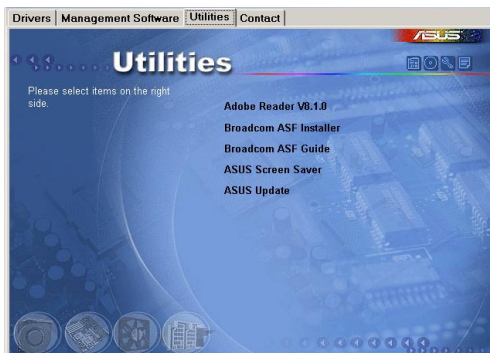 Drivers Management Software Utilities Contact
ASUS
Utilities
Please select items on the right
side.
Adobe Reader V8.1.0
Broadcom ASF Installer
Broadcom ASF Guide
ASUS Screen Saver
ASUS Update